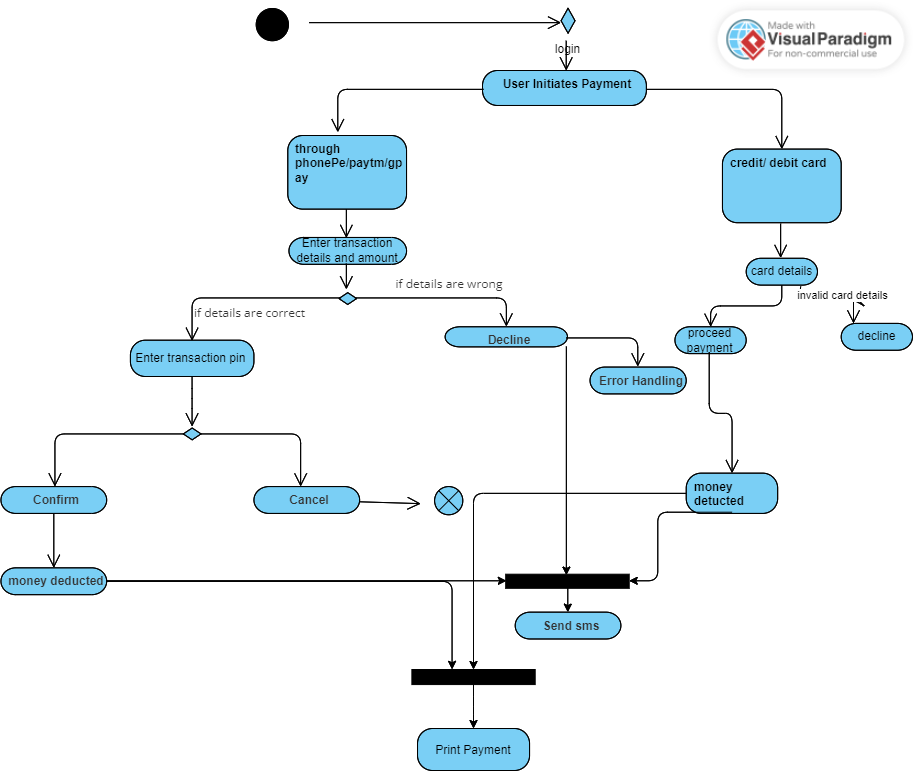 Made with
Visual Paradigm
For non-commercial use
login
User Initiates Payment
through
phonePe/paytm/gp
ay
credit/ debit card
Enter transaction
details and amount
card details
if details are wrong
invalid card details
if details are correct
Decline
proceed
payment
decline
Enter transaction pin
Error Handling
Confirm
Cancel
money
detucted
money deducted
Send sms
Print Payment